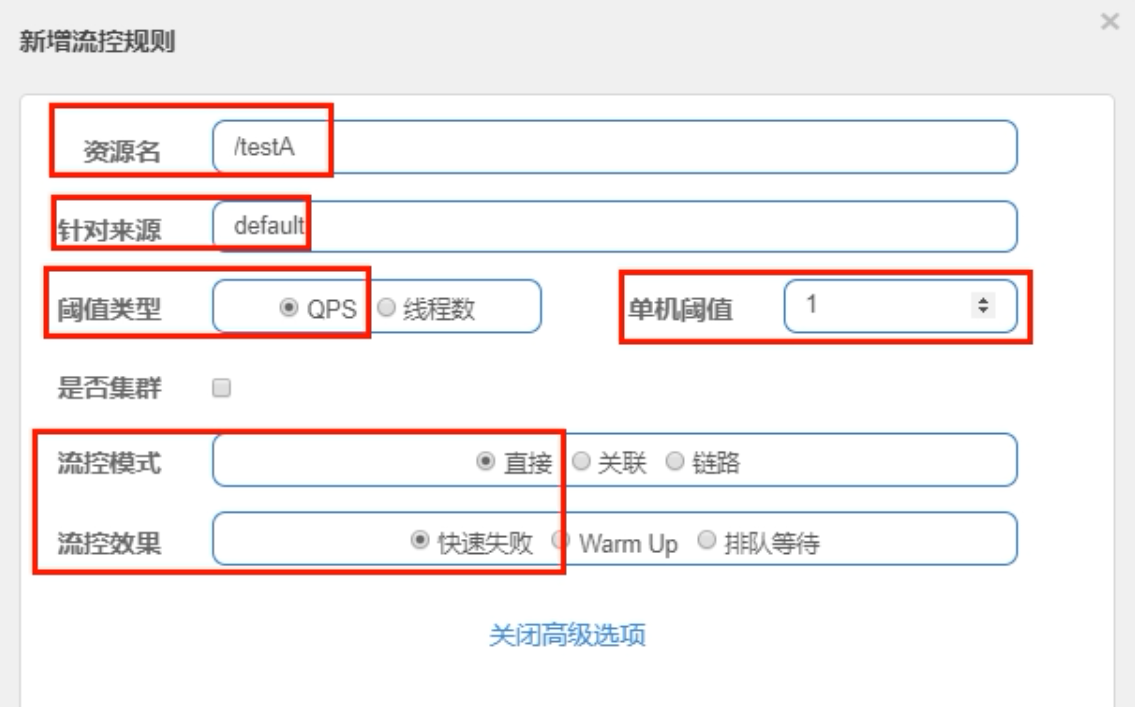 新增流控规则
资源名 /testA
针对来源 default
阈值类型 QPS 线程数 单机阈值 1
是否集群
流控模式 直接 关联 链路
流控效果 快速失败 Warm Up 排队等待
关闭高级选项